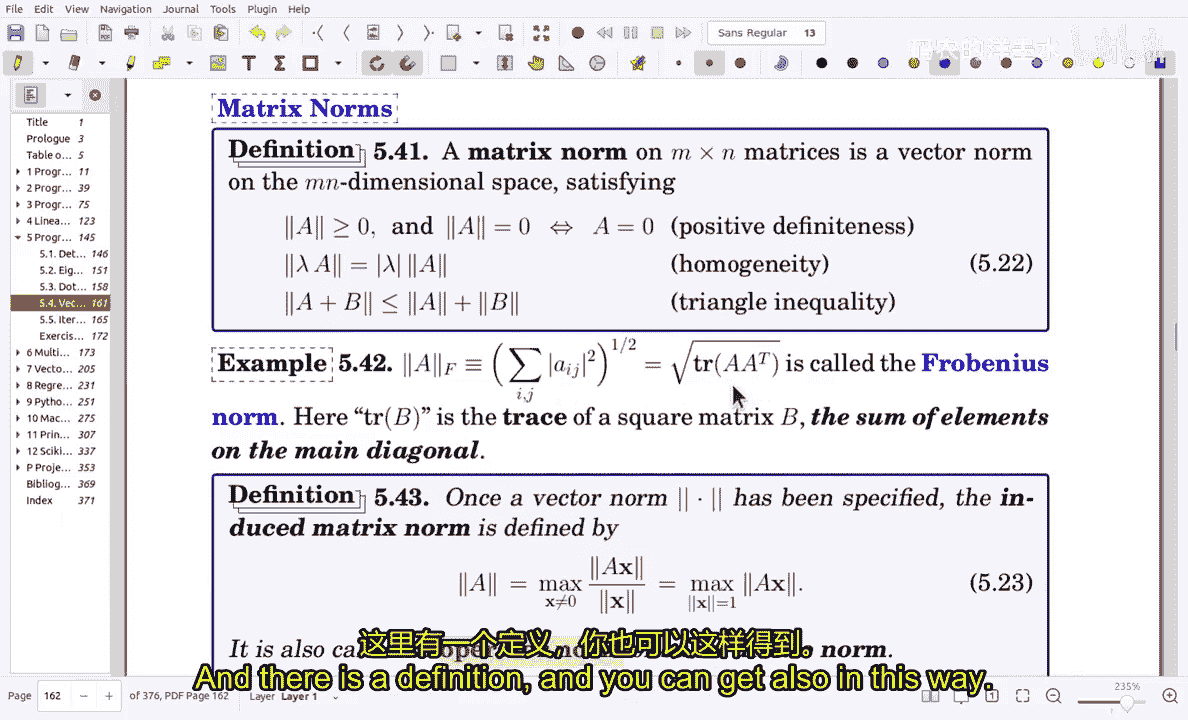 File Edit View Navigation Journal Tools Plugin Help
Sans Regular 13
Title 1
Prologue 3
Table o... 5
1 Progr... 11
2 Progr... 39
3 Progr... 75
4 Linea... 123
5 Progr... 145
5.1. Det... 146
5.2. Eig... 151
5.3. Dot... 158
5.4. Vec... 161
5.5. Iter... 165
Exercis... 172
6 Multi... 173
7 Vecto... 205
8 Regre... 231
9 Pytho... 251
10 Mac... 275
11 Prin... 307
12 Sciki... 337
P Proje... 353
Bibliog... 369
Index 371
Matrix Norms
Definition 5.41. A matrix norm on m × n matrices is a vector norm
on the mn-dimensional space, satisfying
‖A‖ ≥ 0, and ‖A‖ = 0 ⇔ A = 0 (positive definiteness)
‖λ A‖ = |λ| ‖A‖ (homogeneity) (5.22)
‖A + B‖ ≤ ‖A‖ + ‖B‖ (triangle inequality)
Example 5.42. ‖A‖_F ≡ (∑_{i,j} |a_{ij}|²)^{1/2} = √tr(AA^T) is called the Frobenius
norm. Here “tr(B)” is the trace of a square matrix B, the sum of elements
on the main diagonal.
Definition 5.43. Once a vector norm || · || has been specified, the in-
duced matrix norm is defined by
‖A‖ = max_{x≠0} ‖Ax‖ / ‖x‖ = max_{||x||=1} ‖Ax‖. (5.23)
It is also norm.
这里有一个定义，你也可以这样得到。
And there is a definition, and you can get also in this way.
Page 162 of 376, PDF Page 162 Layer Layer 1 1 235%